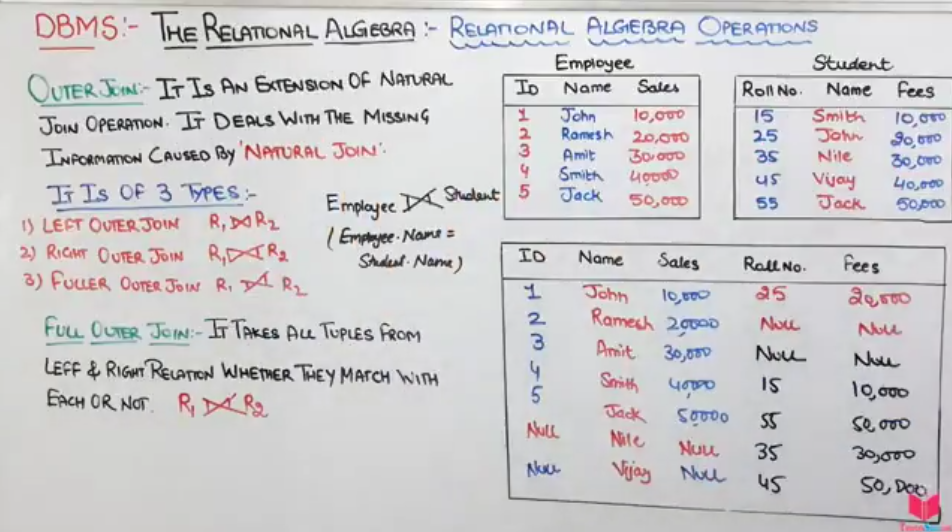 DBMS:- THE RELATIONAL ALGEBRA:- RELATIONAL ALGEBRA OPERATIONS
OUTER JOIN:- IT IS AN EXTENSION OF NATURAL
JOIN OPERATION. IT DEALS WITH THE MISSING
INFORMATION CAUSED BY 'NATURAL JOIN'.
IT IS OF 3 TYPES:-
1) LEFT OUTER JOIN R1 ⟕ R2
2) RIGHT OUTER JOIN R1 ⟖ R2
3) FULLER OUTER JOIN R1 ⟗ R2
FULL OUTER JOIN:- IT TAKES ALL TUPLES FROM
LEFT & RIGHT RELATION WHETHER THEY MATCH WITH
EACH OR NOT. R1 ⟗ R2
Employee ⟗ Student
(Employee.Name =
Student.Name)
Employee
ID Name Sales
1 John 10,000
2 Ramesh 20,000
3 Amit 30,000
4 Smith 40,000
5 Jack 50,000
Student
Roll No. Name Fees
15 Smith 10,000
25 John 20,000
35 Nile 30,000
45 Vijay 40,000
55 Jack 50,000
ID Name Sales Roll No. Fees
1 John 10,000 25 20,000
2 Ramesh 20,000 Null Null
3 Amit 30,000 Null Null
4 Smith 40,000 15 10,000
5 Jack 50,000 55 50,000
Null Nile Null 35 30,000
Null Vijay Null 45 50,000